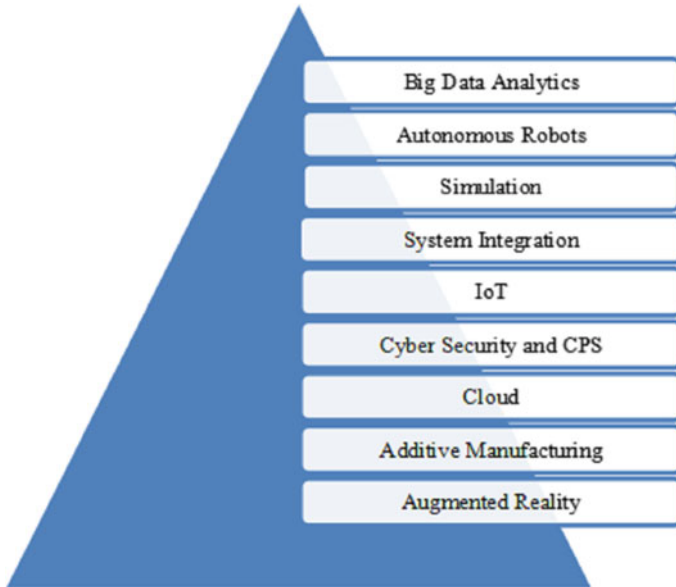 Big Data Analytics
Autonomous Robots
Simulation
System Integration
IoT
Cyber Security and CPS
Cloud
Additive Manufacturing
Augmented Reality